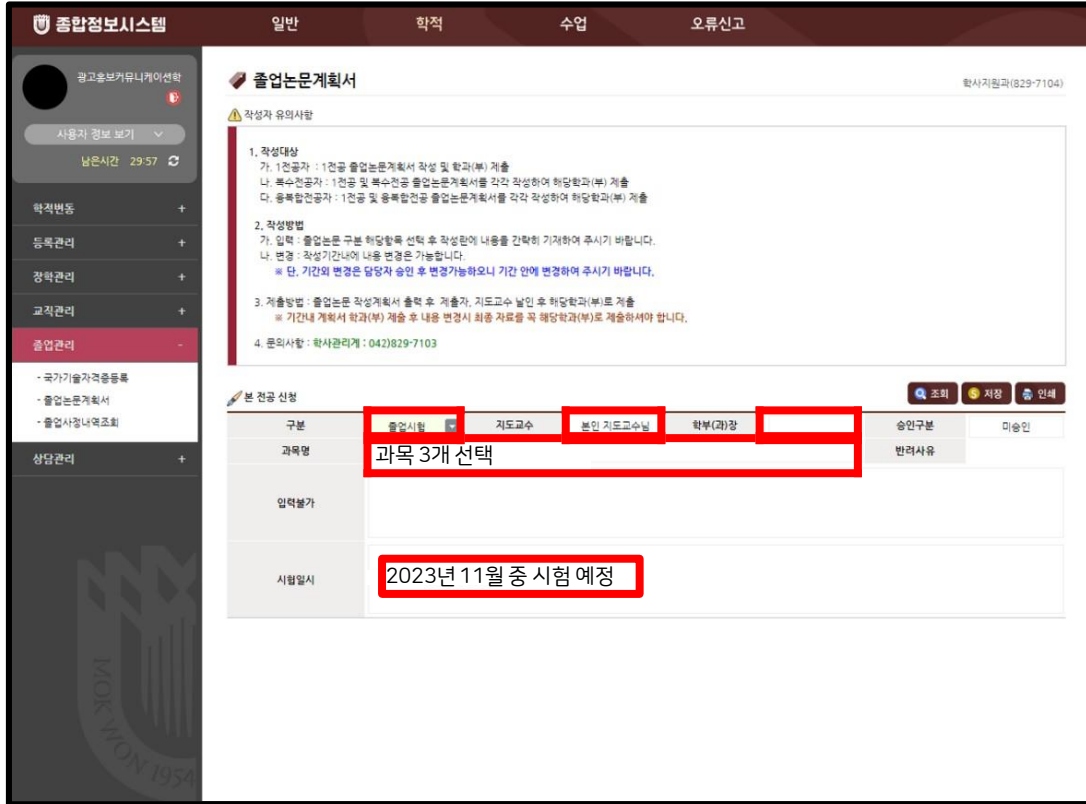 종합정보시스템
일반
학적
수업
오류신고
광고홍보커뮤니케이션학
사용자 정보 보기
남은시간 29:57
학적변동 +
등록관리 +
장학관리 +
교직관리 +
졸업관리 -
- 국가기술자격증등록
- 졸업논문계획서
- 졸업사정내역조회
상담관리 +
MOKWON 1954
졸업논문계획서
학사지원과(829-7104)
작성자 유의사항
1. 작성대상
가. 1전공자 : 1전공 졸업논문계획서 작성 및 학과(부) 제출
나. 복수전공자 : 1전공 및 복수전공 졸업논문계획서를 각각 작성하여 해당학과(부) 제출
다. 융복합전공자 : 1전공 및 융복합전공 졸업논문계획서를 각각 작성하여 해당학과(부) 제출
2. 작성방법
가. 입력 : 졸업논문 구분 해당항목 선택 후 작성란에 내용을 간략히 기재하여 주시기 바랍니다.
나. 변경 : 작성기간내에 내용 변경은 가능합니다.
※ 단, 기간외 변경은 담당자 승인 후 변경가능하오니 기간 안에 변경하여 주시기 바랍니다.
3. 제출방법 : 졸업논문 작성계획서 출력 후 제출자, 지도교수 날인 후 해당학과(부)로 제출
※ 기간내 계획서 학과(부) 제출 후 내용 변경시 최종 자료를 꼭 해당학과(부)로 제출하셔야 합니다.
4. 문의사항 : 학사관리계 : 042)829-7103
본 전공 신청
조회
저장
인쇄
구분 졸업시험 지도교수 본인 지도교수님 학부(과)장 승인구분 미승인
과목명 과목 3개 선택 반려사유
입력불가
시험일시 2023년 11월 중 시험 예정